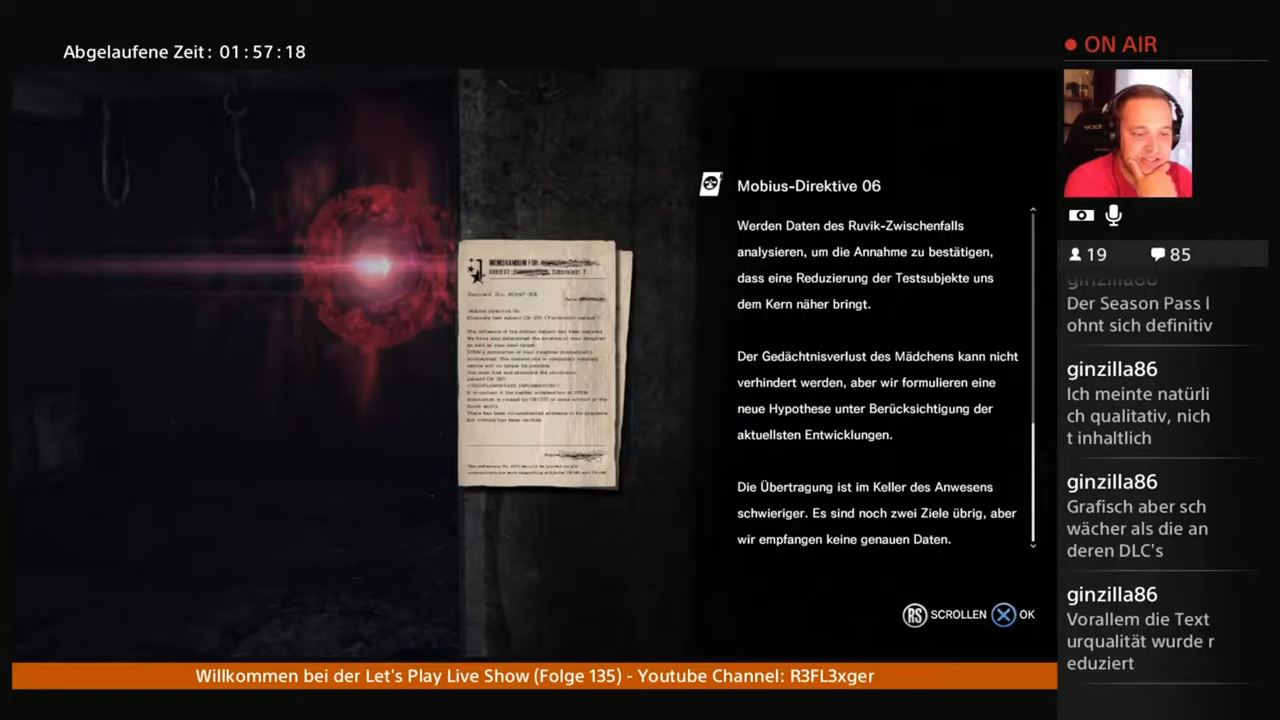 Abgelaufene Zeit: 01:57:18
MEMORANDUM FOR:
SUBJECT:
Mobius-Direktive 06
Werden Daten des Ruvik-Zwischenfalls
analysieren, um die Annahme zu bestätigen,
dass eine Reduzierung der Testsubjekte uns
dem Kern näher bringt.
Der Gedächtnisverlust des Mädchens kann nicht
verhindert werden, aber wir formulieren eine
neue Hypothese unter Berücksichtigung der
aktuellsten Entwicklungen.
Die Übertragung ist im Keller des Anwesens
schwieriger. Es sind noch zwei Ziele übrig, aber
wir empfangen keine genauen Daten.
RS SCROLLEN OK
Willkommen bei der Let's Play Live Show (Folge 135) - Youtube Channel: R3FL3xger
ON AIR
19 85
ginzilla86
Der Season Pass l
ohnt sich definitiv
ginzilla86
Ich meinte natürli
ch qualitativ, nich
t inhaltlich
ginzilla86
Grafisch aber sch
wächer als die an
deren DLC's
ginzilla86
Vorallem die Text
urqualität wurde r
eduziert